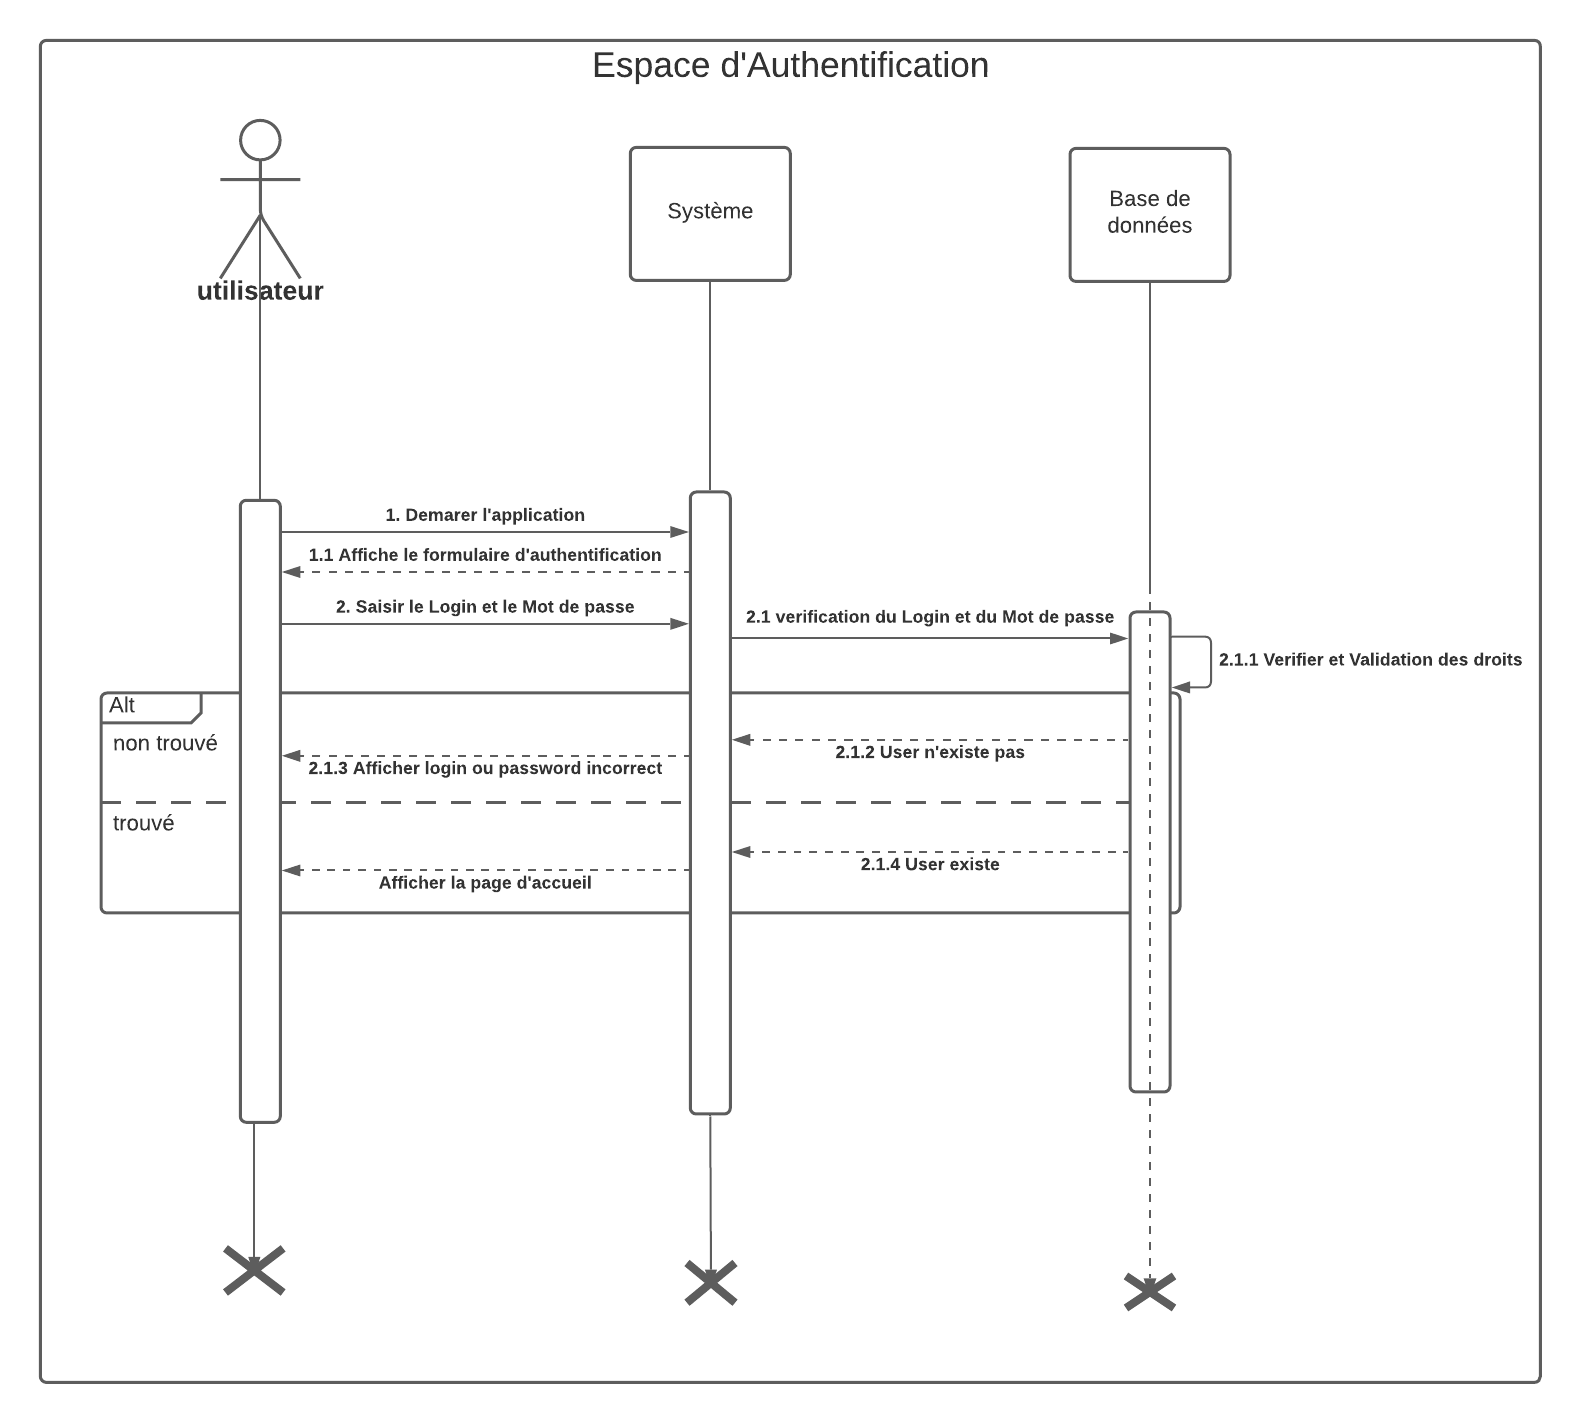 Espace d'Authentification
utilisateur
Système
Base de
données
1. Demarer l'application
1.1 Affiche le formulaire d'authentification
2. Saisir le Login et le Mot de passe
2.1 verification du Login et du Mot de passe
2.1.1 Verifier et Validation des droits
Alt
non trouvé
2.1.2 User n'existe pas
2.1.3 Afficher login ou password incorrect
trouvé
2.1.4 User existe
Afficher la page d'accueil